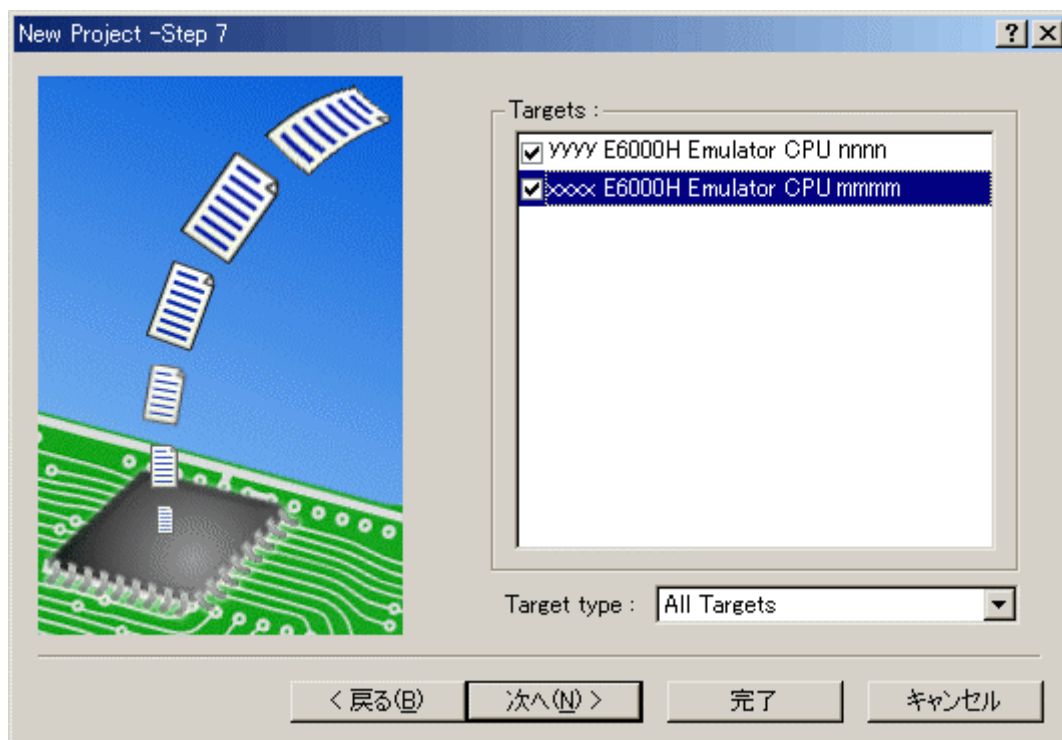 New Project -Step 7
Targets :
yyyy E6000H Emulator CPU nnnn
xxxx E6000H Emulator CPU mmmm
Target type : All Targets
< 戻る(B) 次へ(N) > 完了 キャンセル